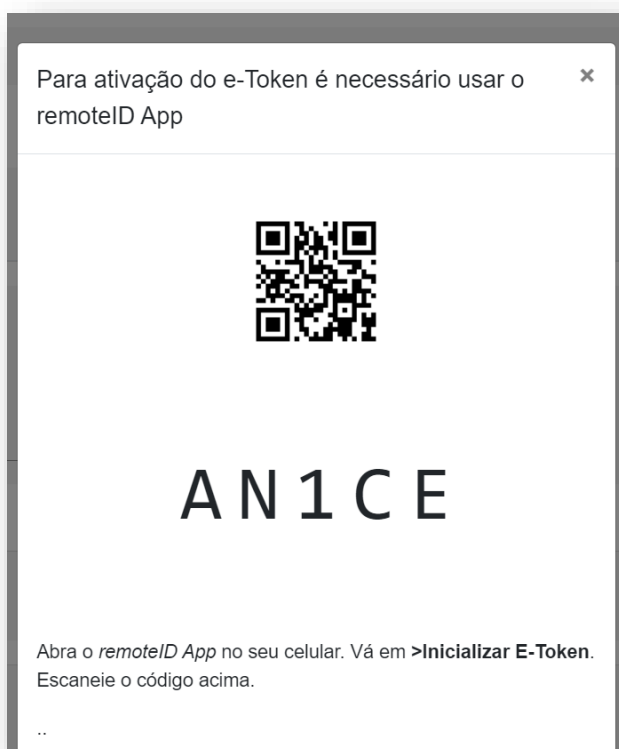 Para ativação do e-Token é necessário usar o
remoteID App
×
AN1CE
Abra o remoteID App no seu celular. Vá em >Inicializar E-Token.
Escaneie o código acima.
..